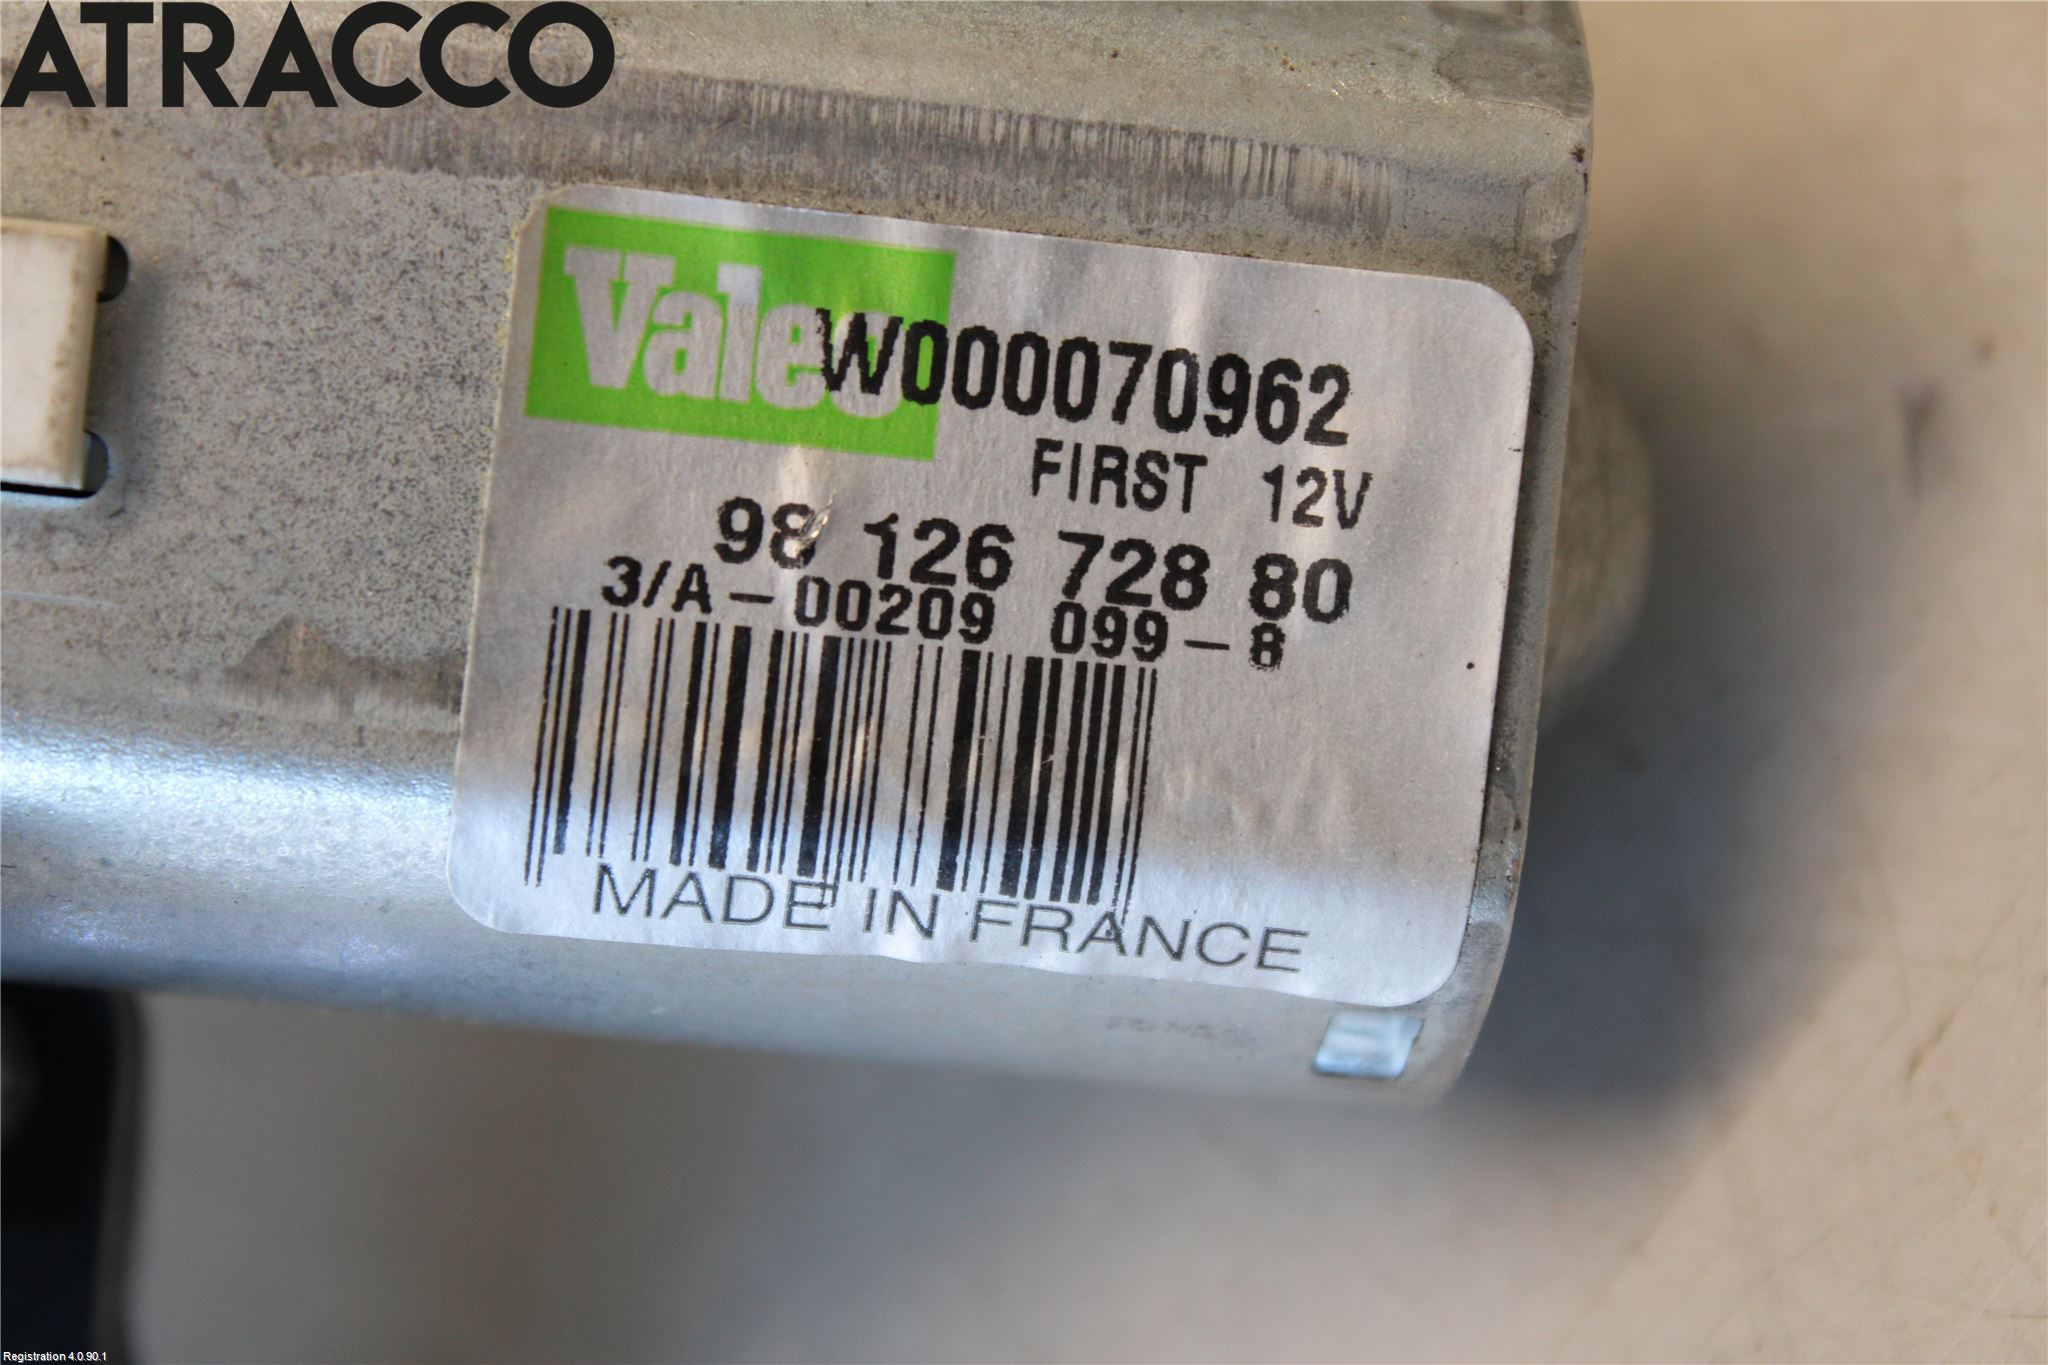 ATRACCO
Valeo
W000070962
FIRST 12V
98 126 728 80
3/A-00209 099-8
MADE IN FRANCE
Registration 4.0.90.1